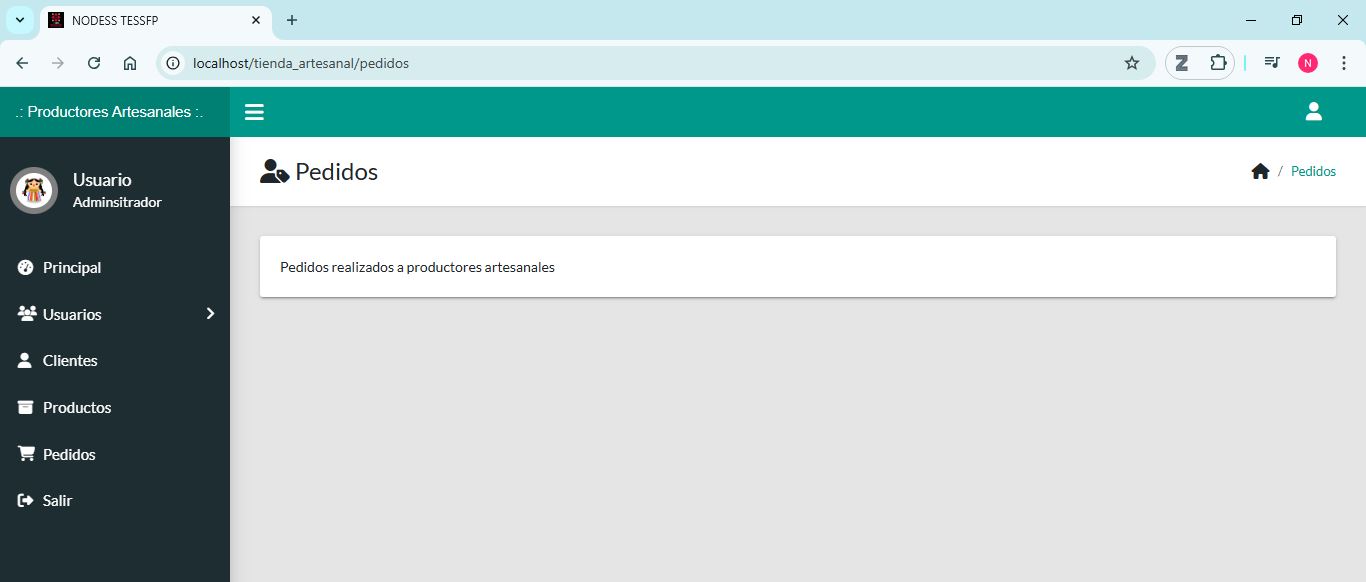 NODESS TESSFP
localhost/tienda_artesanal/pedidos
N
.: Productores Artesanales :.
Usuario
Adminsitrador
Principal
Usuarios
Clientes
Productos
Pedidos
Salir
Pedidos
/ Pedidos
Pedidos realizados a productores artesanales